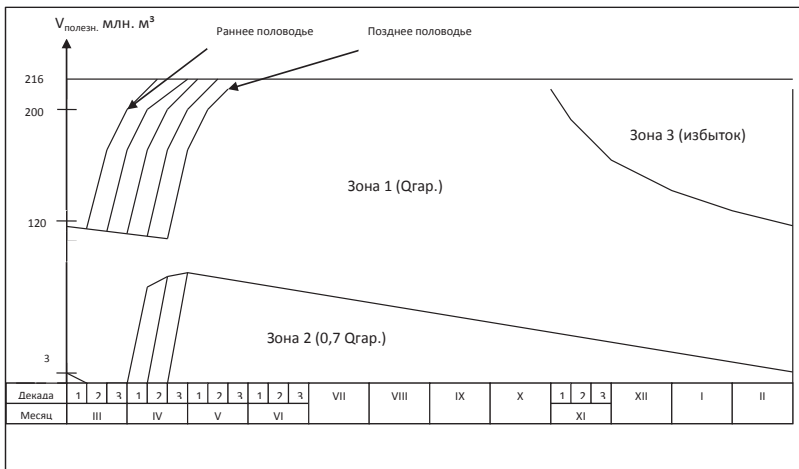 V полезн. млн. м³
Раннее половодье
Позднее половодье
216
200
Зона 3 (избыток)
Зона 1 (Qгар.)
120
Зона 2 (0,7 Qгар.)
3
Декада 1 2 3 1 2 3 1 2 3 1 2 3 VII VIII IX X 1 2 3 XII I II
Месяц III IV V VI XI